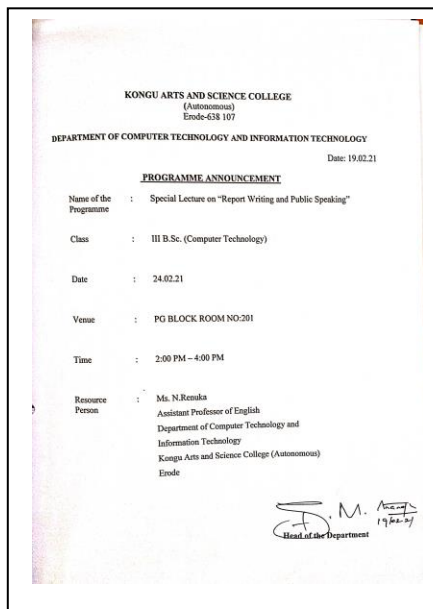 KONGU ARTS AND SCIENCE COLLEGE
(Autonomous)
Erode-638 107
DEPARTMENT OF COMPUTER TECHNOLOGY AND INFORMATION TECHNOLOGY
Date: 19.02.21
PROGRAMME ANNOUNCEMENT
Name of the Programme : Special Lecture on “Report Writing and Public Speaking”
Class : III B.Sc. (Computer Technology)
Date : 24.02.21
Venue : PG BLOCK ROOM NO:201
Time : 2:00 PM – 4:00 PM
Resource Person : Ms. N.Renuka
Assistant Professor of English
Department of Computer Technology and
Information Technology
Kongu Arts and Science College (Autonomous)
Erode
Head of the Department